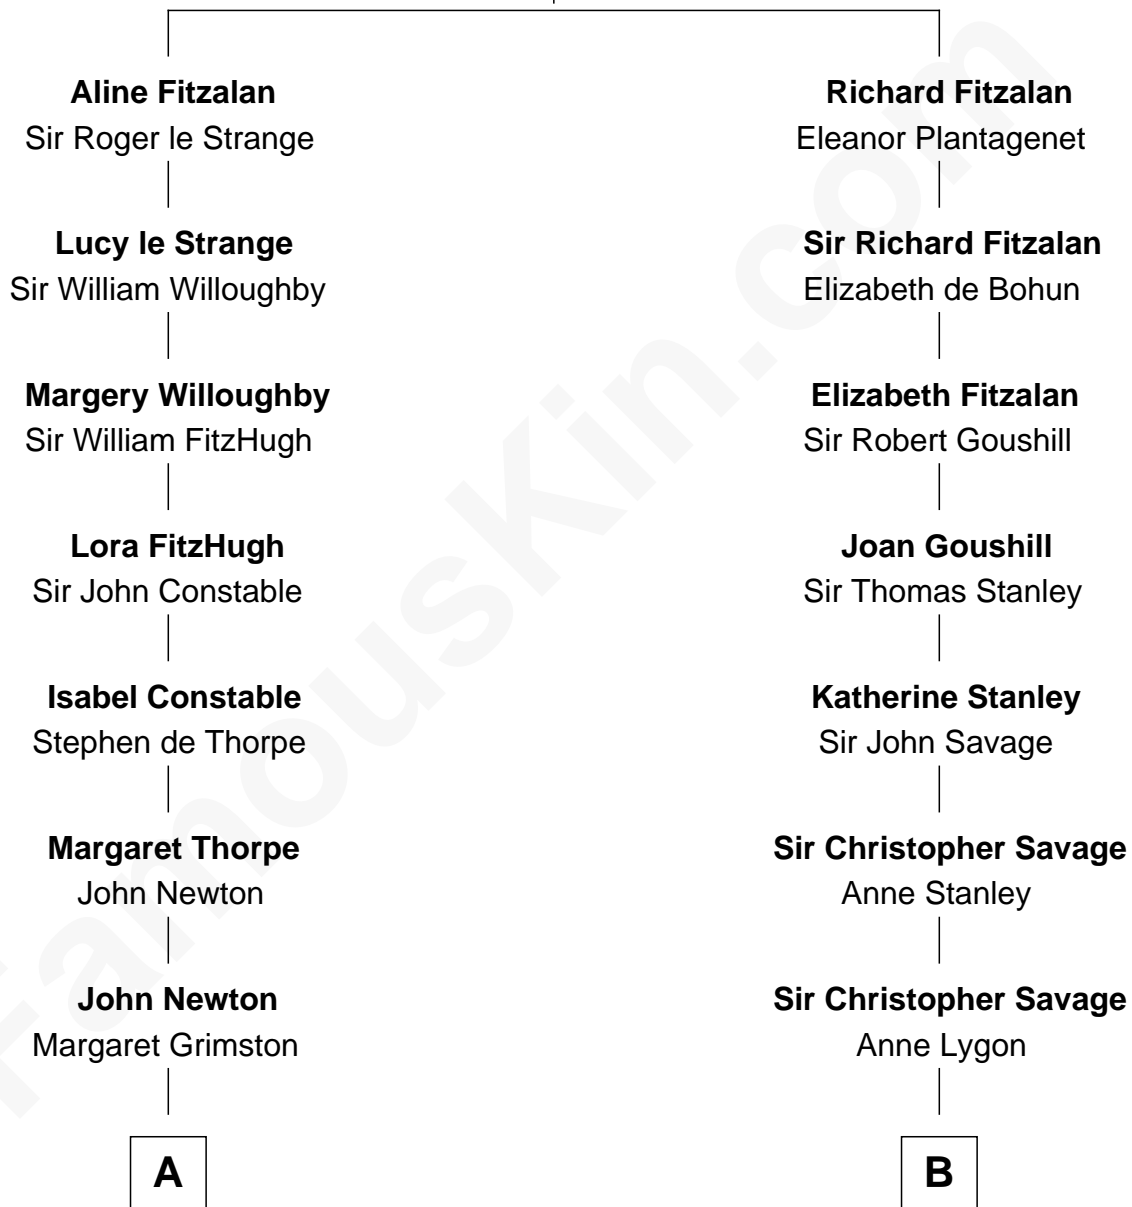 Aline Fitzalan
Sir Roger le Strange
Lucy le Strange
Sir William Willoughby
Margery Willoughby
Sir William FitzHugh
Lora FitzHugh
Sir John Constable
Isabel Constable
Stephen de Thorpe
Margaret Thorpe
John Newton
John Newton
Margaret Grimston
A
Richard Fitzalan
Eleanor Plantagenet
Sir Richard Fitzalan
Elizabeth de Bohun
Elizabeth Fitzalan
Sir Robert Goushill
Joan Goushill
Sir Thomas Stanley
Katherine Stanley
Sir John Savage
Sir Christopher Savage
Anne Stanley
Sir Christopher Savage
Anne Lygon
B
FamousKin.com